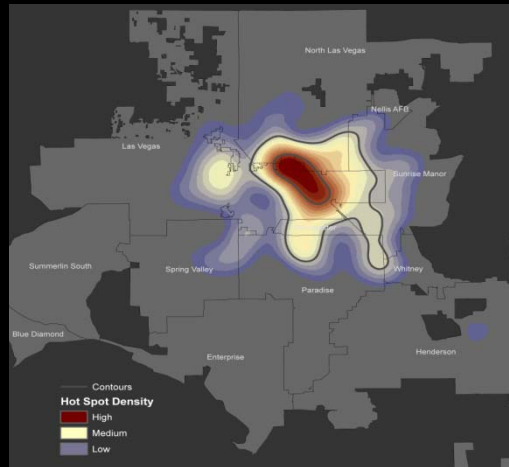 North Las Vegas
Nellis AFB
Las Vegas
Sunrise Manor
Summerlin South
Spring Valley
Whitney
Paradise
Blue Diamond
Enterprise
Henderson
Contours
Hot Spot Density
High
Medium
Low